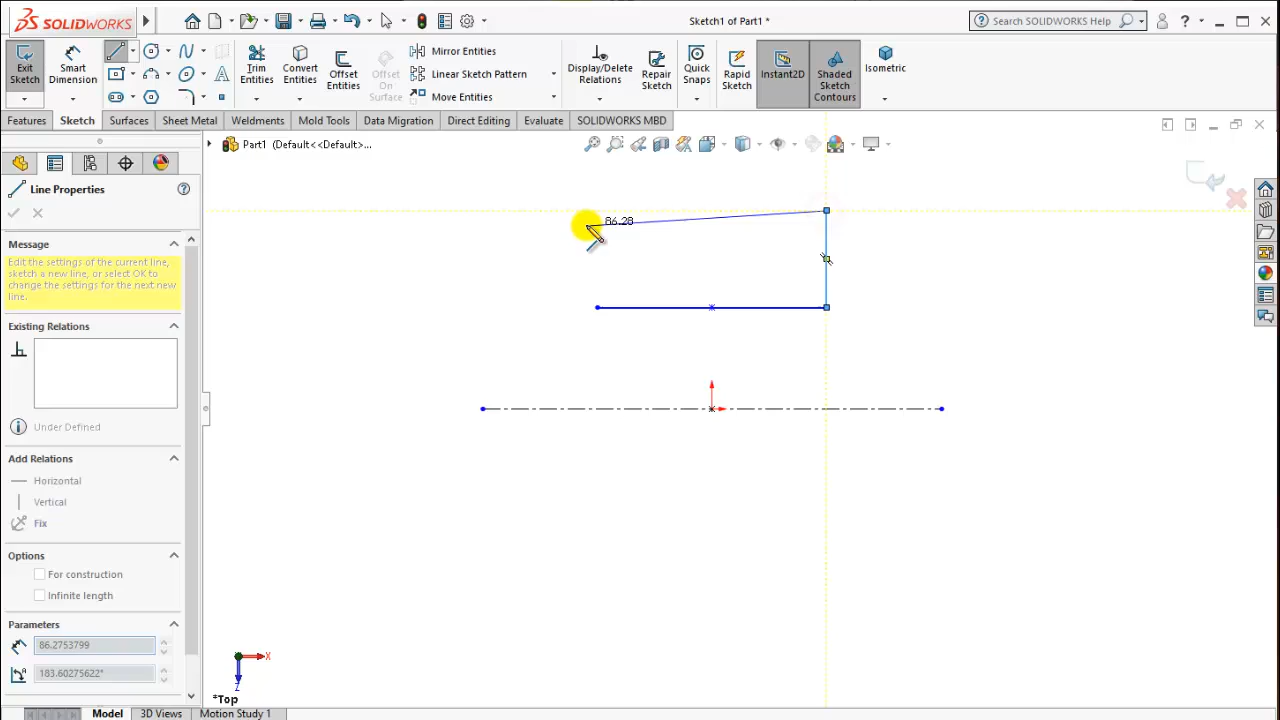 SOLIDWORKS
Sketch1 of Part1 *
Search SOLIDWORKS Help
Exit Sketch
Smart Dimension
Trim Entities
Convert Entities
Offset Entities
Offset On Surface
Mirror Entities
Linear Sketch Pattern
Move Entities
Display/Delete Relations
Repair Sketch
Quick Snaps
Rapid Sketch
Instant2D
Shaded Sketch Contours
Isometric
Features
Sketch
Surfaces
Sheet Metal
Weldments
Mold Tools
Data Migration
Direct Editing
Evaluate
SOLIDWORKS MBD
Part1 (Default<<Default>...
Line Properties
Message
Edit the settings of the current line,
sketch a new line, or select OK to
change the settings for the next new
line.
Existing Relations
Under Defined
Add Relations
Horizontal
Vertical
Fix
Options
For construction
Infinite length
Parameters
86.2753799
183.60275622°
86.28
X
Z
*Top
Model
3D Views
Motion Study 1